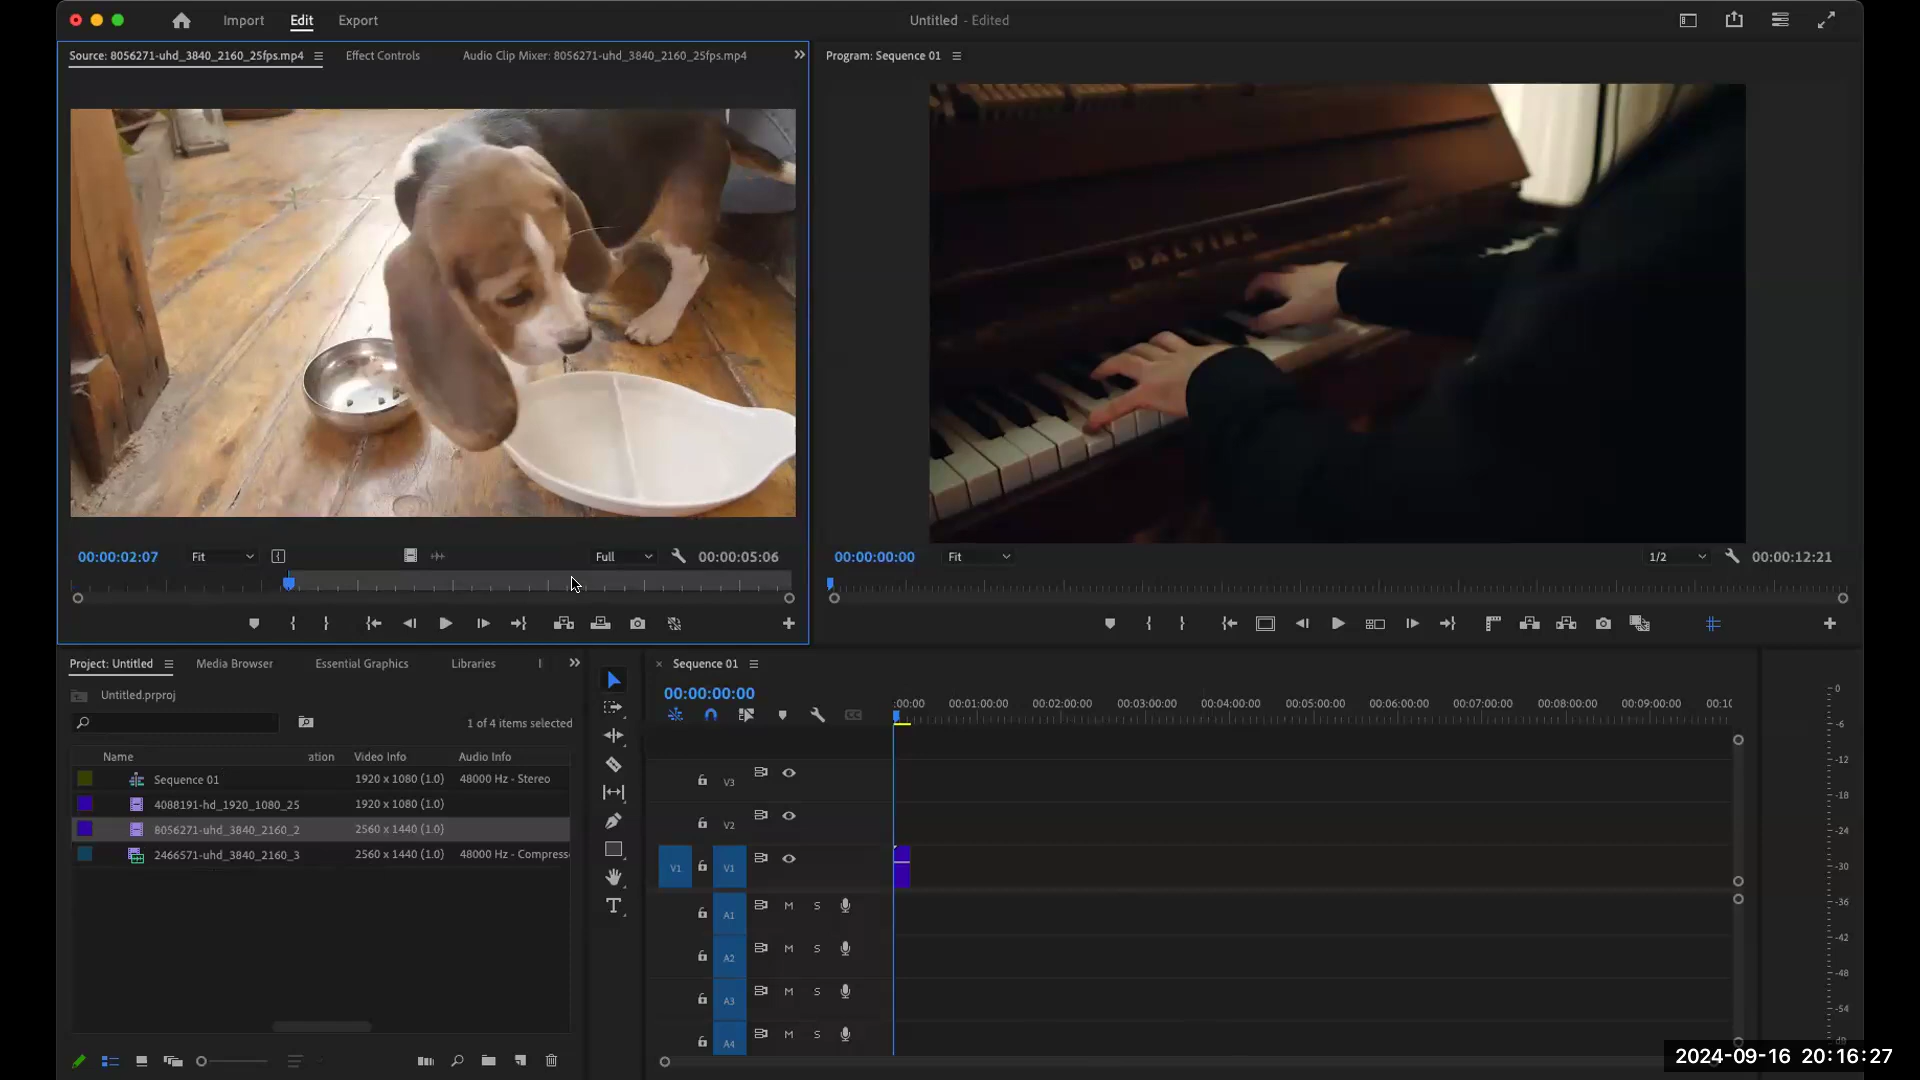 Import Edit Export Untitled - Edited
Source: 8056271-uhd_3840_2160_25fps.mp4 Effect Controls Audio Clip Mixer: 8056271-uhd_3840_2160_25fps.mp4
Program: Sequence 01
BALTIKA
00:00:02:07 Fit Full 00:00:05:06
00:00:00:00 Fit 1/2 00:00:12:21
Project: Untitled Media Browser Essential Graphics Libraries
Untitled.prproj
1 of 4 items selected
Name ation Video Info Audio Info
Sequence 01 1920 x 1080 (1.0) 48000 Hz - Stereo
4088191-hd_1920_1080_25 1920 x 1080 (1.0)
8056271-uhd_3840_2160_2 2560 x 1440 (1.0)
2466571-uhd_3840_2160_3 2560 x 1440 (1.0) 48000 Hz - Compress
Sequence 01
00:00:00:00
:00:00 00:01:00:00 00:02:00:00 00:03:00:00 00:04:00:00 00:05:00:00 00:06:00:00 00:07:00:00 00:08:00:00 00:09:00:00 00:10
V3
V2
V1 V1
A1 M S
A2 M S
A3 M S
A4 M S
0
-6
-12
-18
-24
-30
-36
-42
-48
-54
dB
2024-09-16 20:16:27